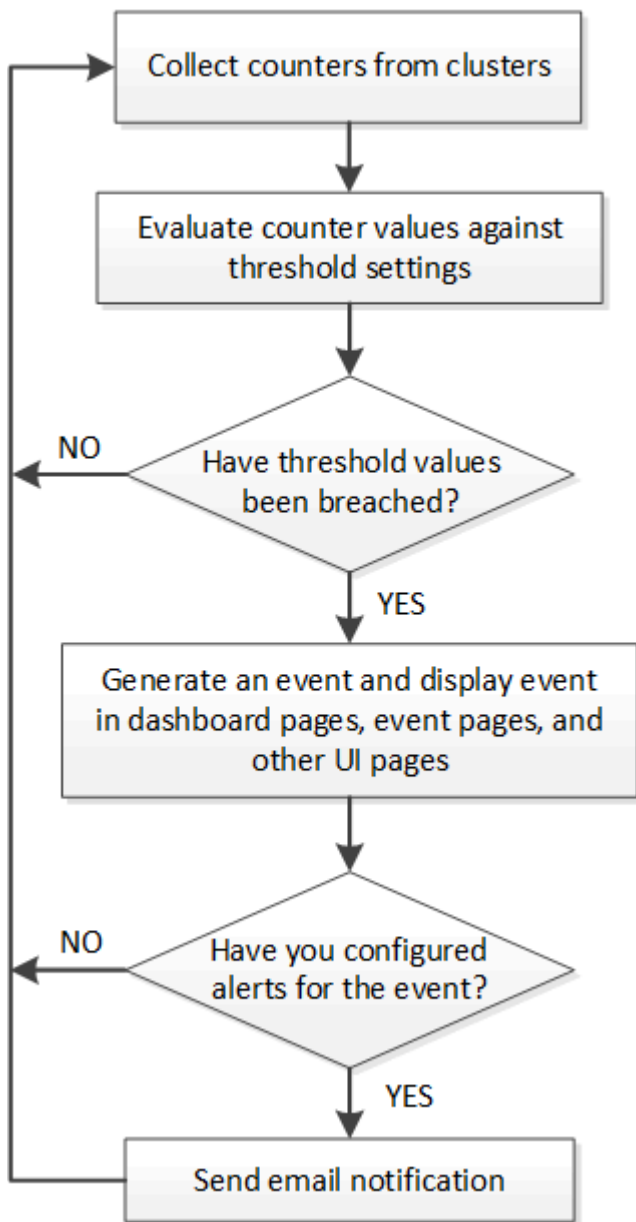 Collect counters from clusters
Evaluate counter values against
threshold settings
NO
Have threshold values
been breached?
YES
Generate an event and display event
in dashboard pages, event pages, and
other UI pages
NO
Have you configured
alerts for the event?
YES
Send email notification